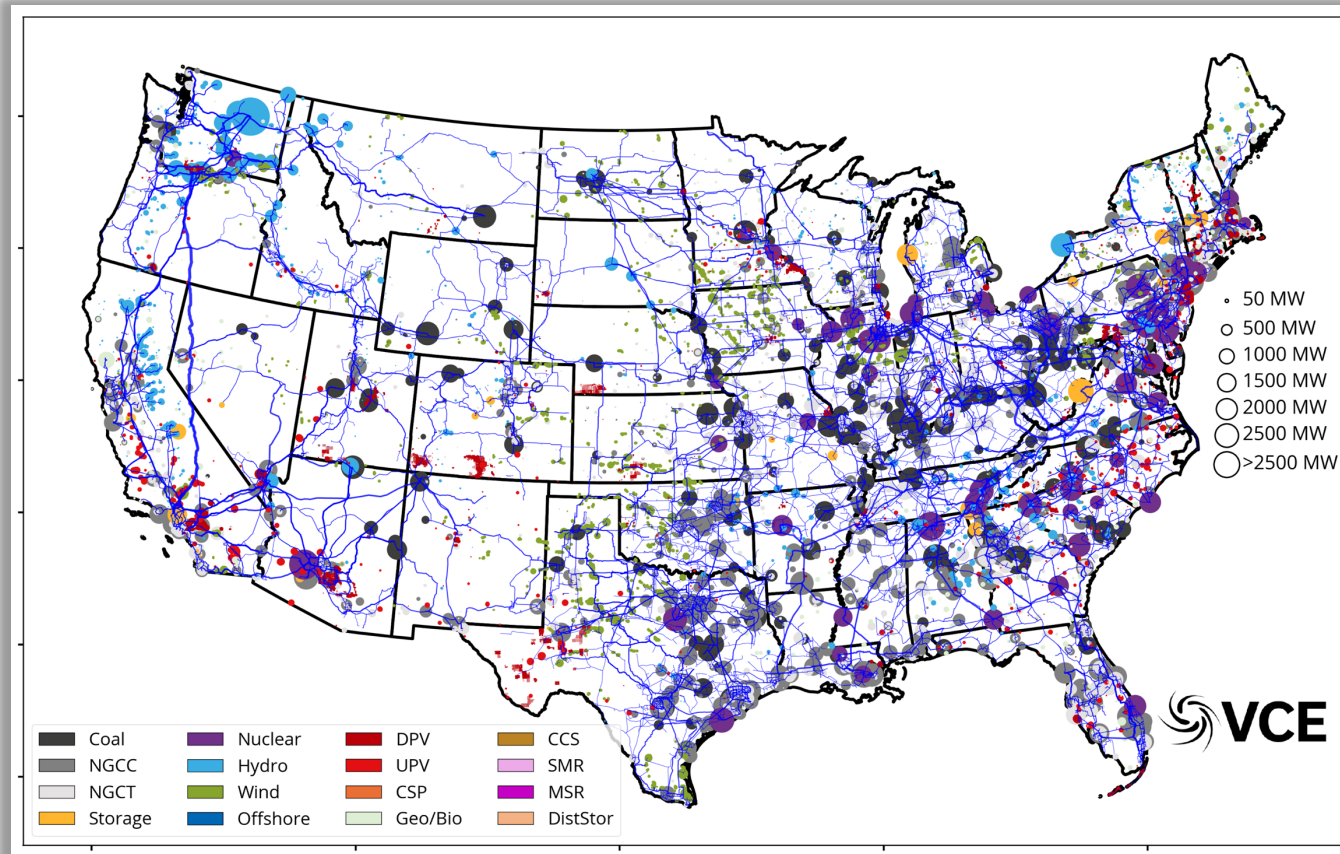 50 MW
500 MW
1000 MW
1500 MW
2000 MW
2500 MW
>2500 MW
VCE
Coal Nuclear DPV CCS
NGCC Hydro UPV SMR
NGCT Wind CSP MSR
Storage Offshore Geo/Bio DistStor